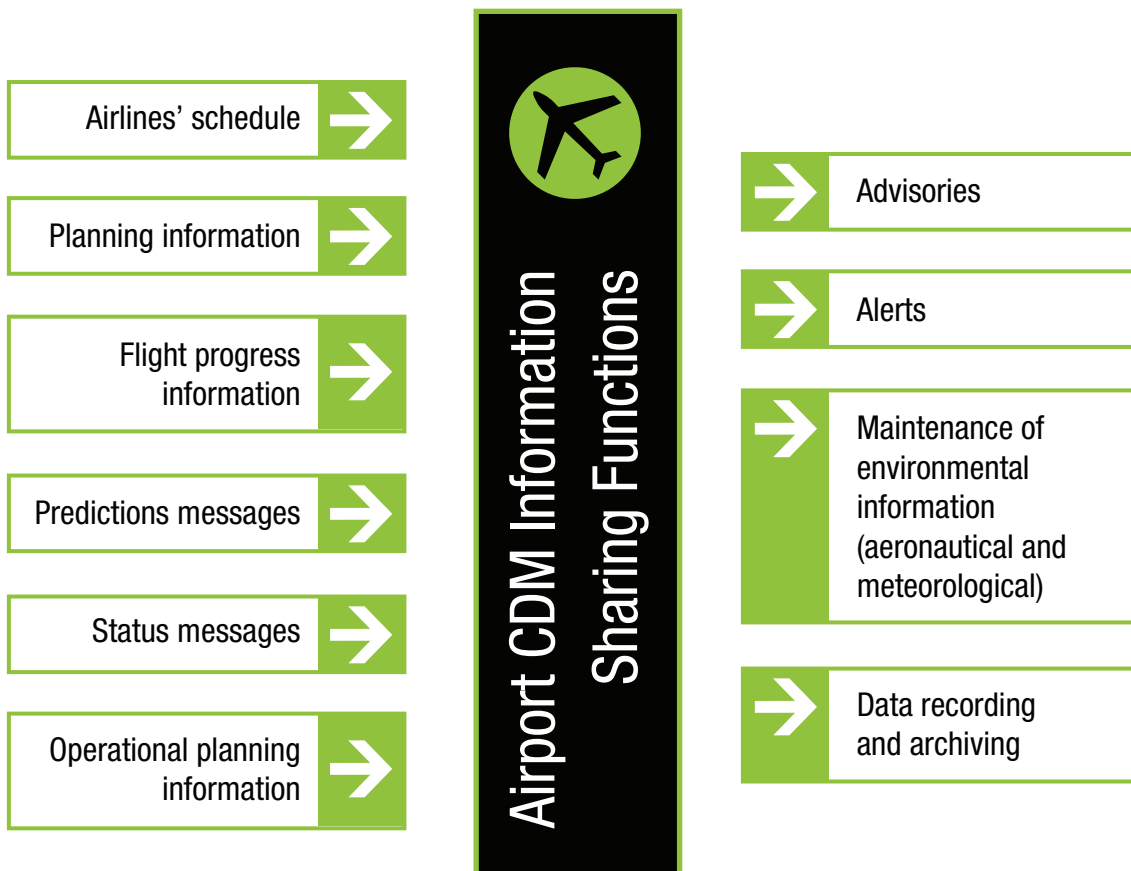 Airlines’ schedule
Planning information
Flight progress
information
Predictions messages
Status messages
Operational planning
information
Airport CDM Information
Sharing Functions
Advisories
Alerts
Maintenance of
environmental
information
(aeronautical and
meteorological)
Data recording
and archiving